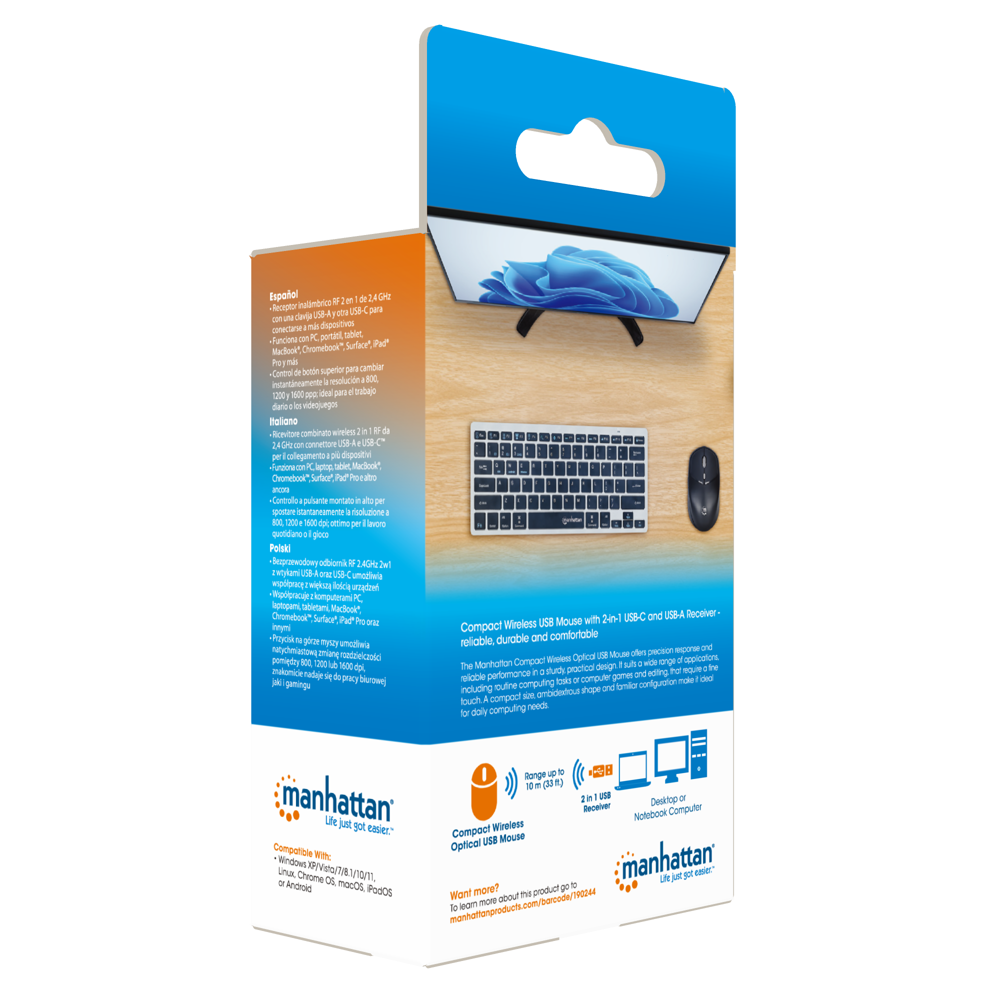 Español
• Receptor inalámbrico RF 2 en 1 de 2,4 GHz
con una clavija USB-A y otra USB-C para
conectarse a más dispositivos
• Funciona con PC, portátil, tablet,
MacBook®, Chromebook™, Surface®, iPad®
Pro y más
• Control de botón superior para cambiar
instantáneamente la resolución a 800,
1200 y 1600 ppp; ideal para el trabajo
diario o los videojuegos
Italiano
• Ricevitore combinato wireless 2 in 1 RF da
2,4 GHz con connettore USB-A e USB-C™
per il collegamento a più dispositivi
• Funziona con PC, laptop, tablet, MacBook®,
Chromebook™, Surface®, iPad® Pro e altro
ancora
• Controllo a pulsante montato in alto per
spostare istantaneamente la risoluzione a
800, 1200 e 1600 dpi; ottimo per il lavoro
quotidiano o il gioco
Polski
• Bezprzewodowy odbiornik RF 2.4GHz 2w1
z wtykami USB-A oraz USB-C umożliwia
współpracę z większą ilością urządzeń
• Współpracuje z komputerami PC,
laptopami, tabletami, MacBook®,
Chromebook™, Surface®, iPad® Pro oraz
innymi
• Przycisk na górze myszy umożliwia
natychmiastową zmianę rozdzielczości
pomiędzy 800, 1200 lub 1600 dpi,
znakomicie nadaje się do pracy biurowej
jaki i gamingu
manhattan®
Life just got easier.™
Compatible With:
• Windows XP/Vista/7/8.1/10/11,
Linux, Chrome OS, macOS, iPadOS
or Android
manhattan
Compact Wireless USB Mouse with 2-in-1 USB-C and USB-A Receiver -
reliable, durable and comfortable
The Manhattan Compact Wireless Optical USB Mouse offers precision response and
reliable performance in a sturdy, practical design. It suits a wide range of applications,
including routine computing tasks or computer games and editing, that require a fine
touch. A compact size, ambidextrous shape and familiar configuration make it ideal
for daily computing needs.
Range up to
10 m (33 ft.)
2 in 1 USB
Receiver
Desktop or
Notebook Computer
Compact Wireless
Optical USB Mouse
manhattan®
Life just got easier.™
Want more?
To learn more about this product go to
manhattanproducts.com/barcode/190244